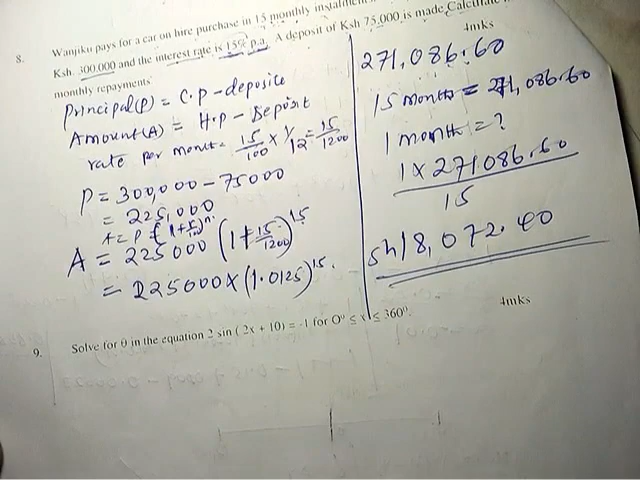 8. Wanjiku pays for a car on hire purchase in 15 monthly
Ksh. 300,000 and the interest rate is 15% p.a. A deposit of Ksh 75,000 is made. Calculate
monthly repayments 4mks
Principal(P) = C.P - deposite
Amount(A) = H.P - Deposit
rate per month = 15/100 x 1/12 = 15/1200
P = 300,000 - 75000
= 225,000
A = P (1+r/100)n
A = 225000 (1+15/1200)15
= 225000 x (1.0125)15.
271,086.60
15 months = 271,086.60
1 month = ?
1 x 271086.60
15
sh18,072.40
4mks
9. Solve for θ in the equation 2 sin ( 2x + 10) = -1 for O° ≤ x ≤ 360°.